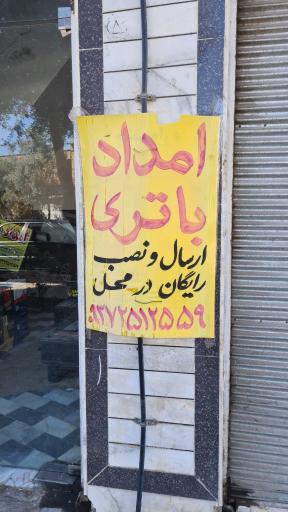 امداد
باتری
ارسال و نصب
رایگان در محل
۰۹۳۷۲۵۱۲۵۵۹